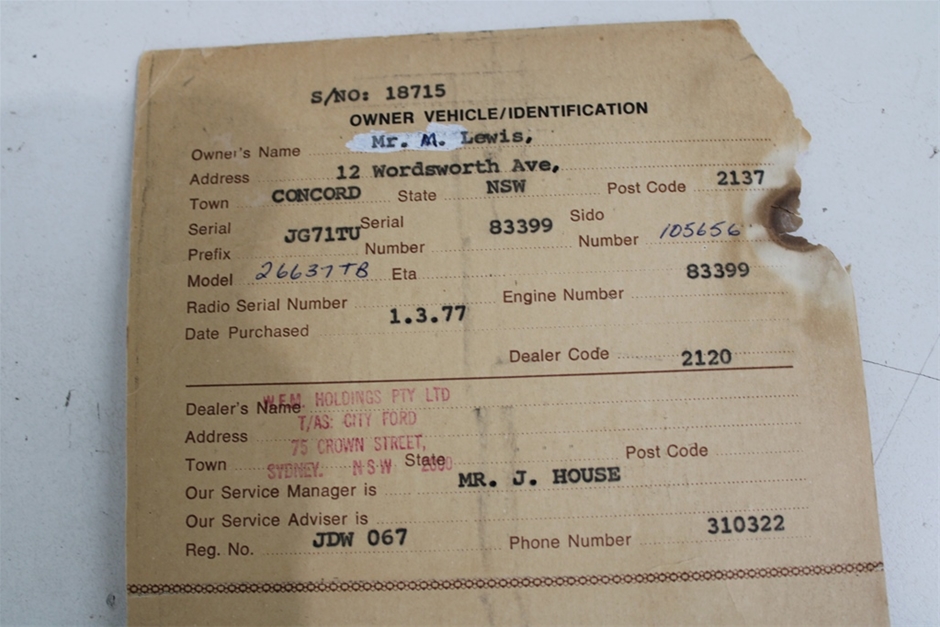 S/NO: 18715
OWNER VEHICLE/IDENTIFICATION
Owner's Name Mr. M. Lewis,
Address 12 Wordsworth Ave,
Town CONCORD State NSW Post Code 2137
Serial Prefix JG71TU Serial Number 83399 Sido Number 105656
Model 26637TB Eta 83399
Radio Serial Number Engine Number
Date Purchased 1.3.77
Dealer Code 2120
Dealer's Name W.F.M. HOLDINGS PTY LTD
T/AS: CITY FORD
Address 75 CROWN STREET,
Town SYDNEY. NSW 2000 State Post Code
Our Service Manager is MR. J. HOUSE
Our Service Adviser is
Reg. No. JDW 067 Phone Number 310322